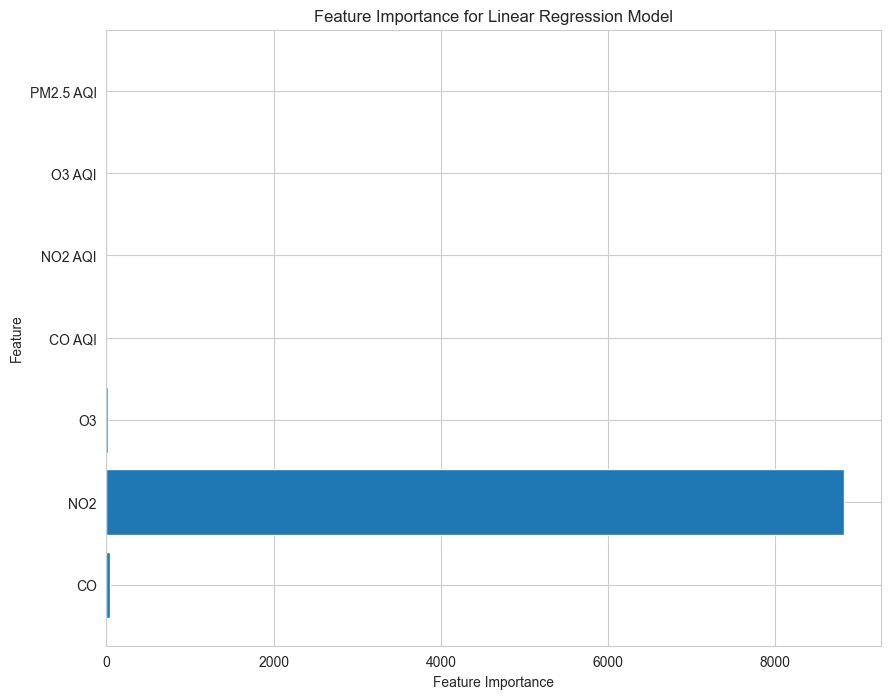 Feature Importance for Linear Regression Model
PM2.5 AQI
O3 AQI
NO2 AQI
CO AQI
O3
NO2
CO
Feature
0 2000 4000 6000 8000
Feature Importance